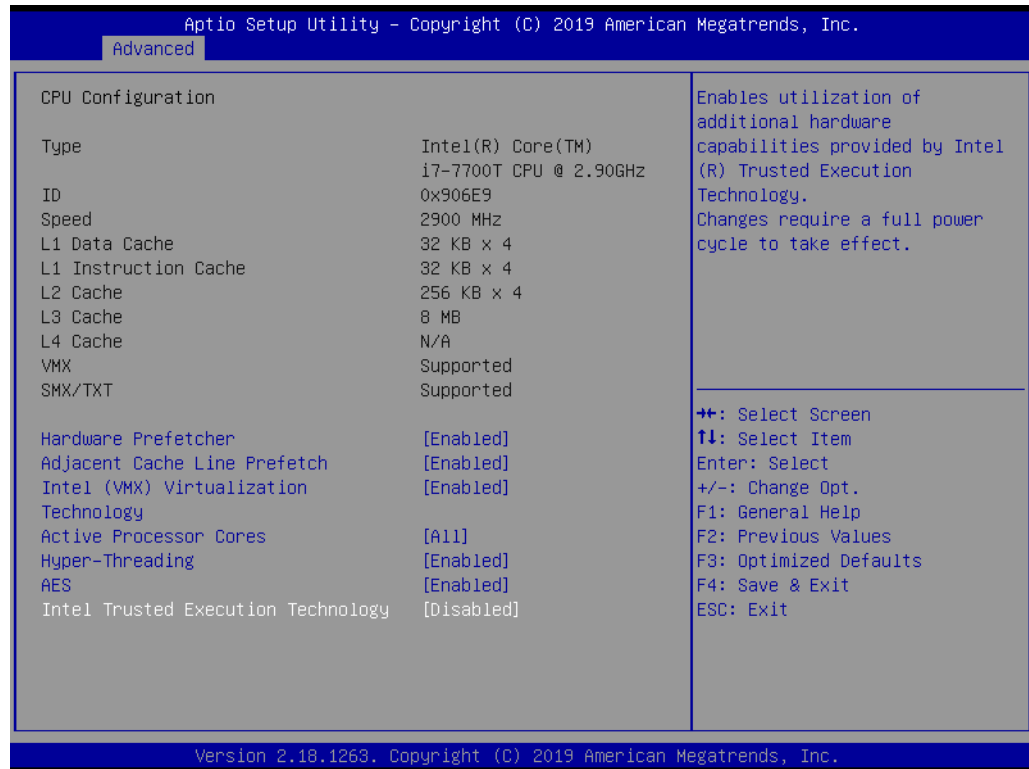 Aptio Setup Utility – Copyright (C) 2019 American Megatrends, Inc.
Advanced
CPU Configuration
Type Intel(R) Core(TM)
i7-7700T CPU @ 2.90GHz
ID 0x906E9
Speed 2900 MHz
L1 Data Cache 32 KB x 4
L1 Instruction Cache 32 KB x 4
L2 Cache 256 KB x 4
L3 Cache 8 MB
L4 Cache N/A
VMX Supported
SMX/TXT Supported
Hardware Prefetcher [Enabled]
Adjacent Cache Line Prefetch [Enabled]
Intel (VMX) Virtualization [Enabled]
Technology
Active Processor Cores [All]
Hyper-Threading [Enabled]
AES [Enabled]
Intel Trusted Execution Technology [Disabled]
Enables utilization of
additional hardware
capabilities provided by Intel
(R) Trusted Execution
Technology.
Changes require a full power
cycle to take effect.
→←: Select Screen
↑↓: Select Item
Enter: Select
+/-: Change Opt.
F1: General Help
F2: Previous Values
F3: Optimized Defaults
F4: Save & Exit
ESC: Exit
Version 2.18.1263. Copyright (C) 2019 American Megatrends, Inc.